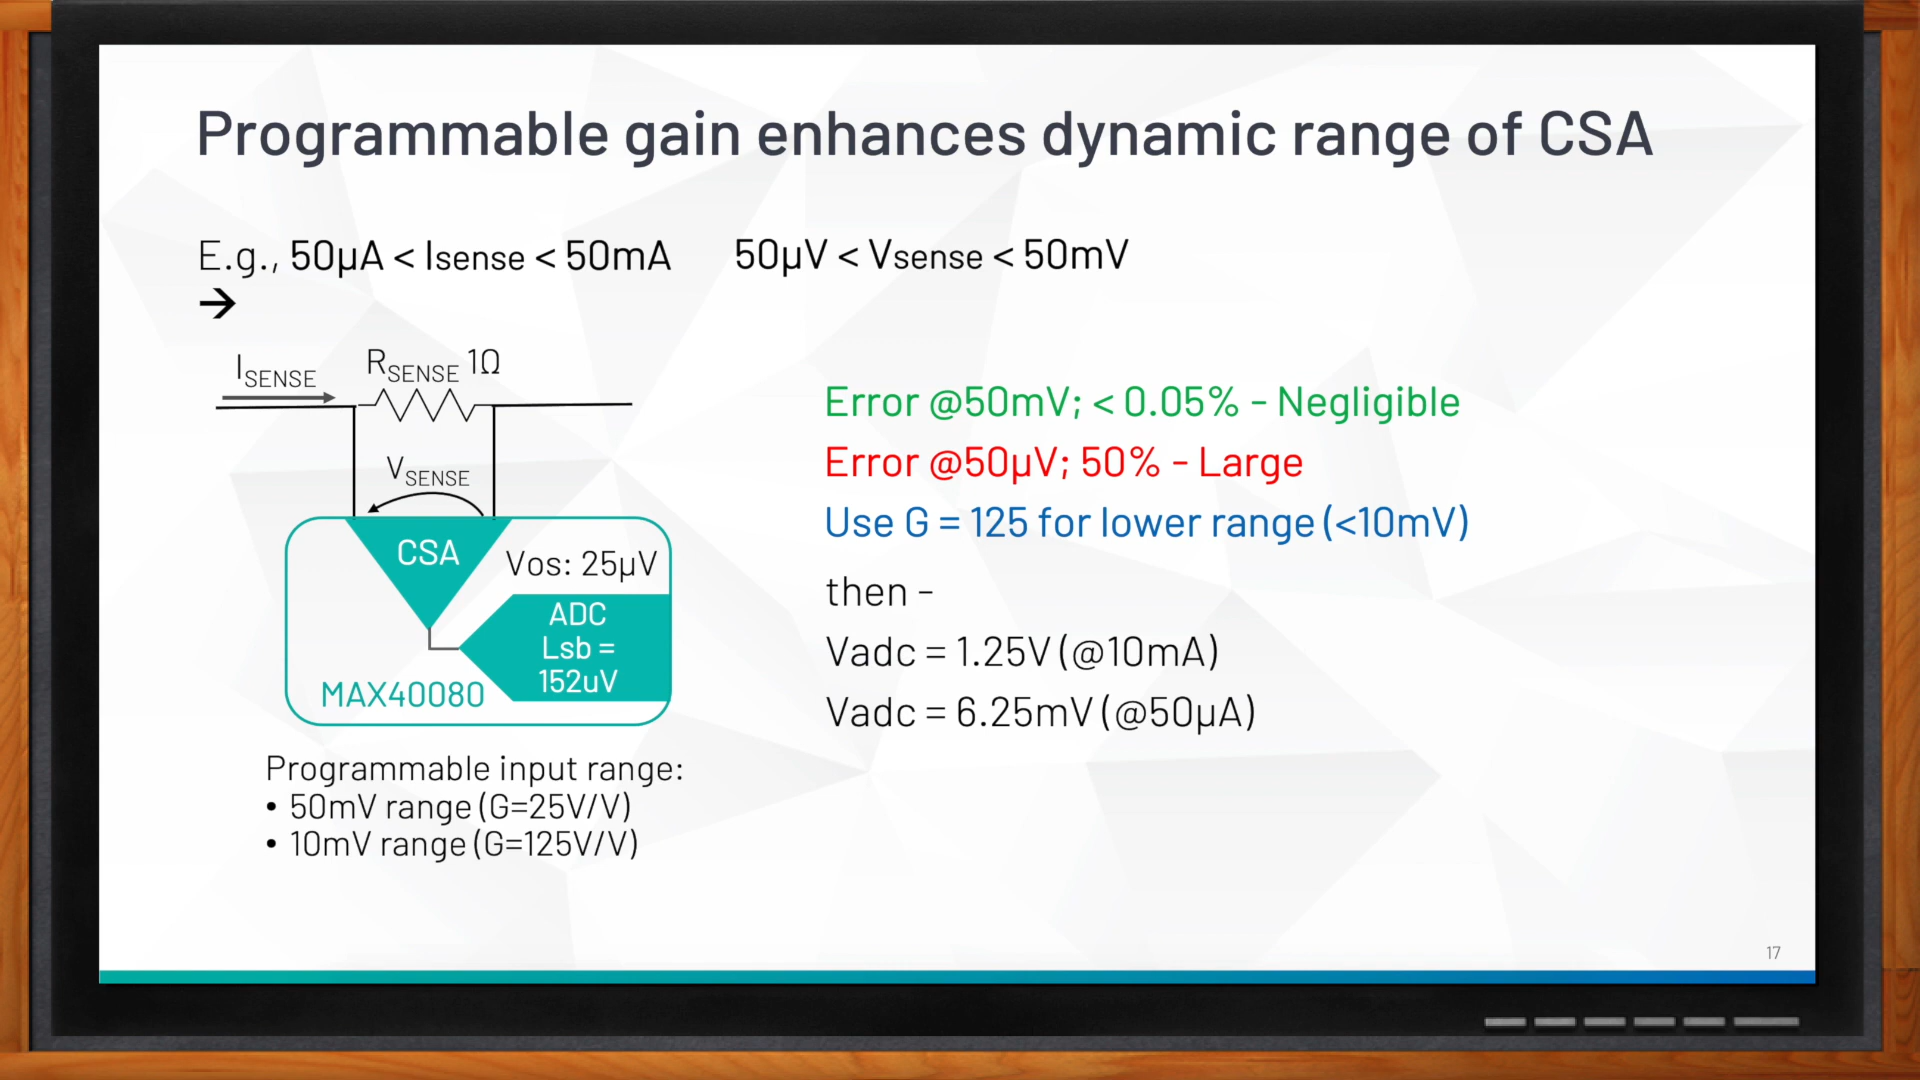 Programmable gain enhances dynamic range of CSA
E.g., 50µA < Isense < 50mA 50µV < Vsense < 50mV
→
ISENSE
RSENSE 1Ω
VSENSE
CSA
Vos: 25µV
ADC
Lsb =
152uV
MAX40080
Programmable input range:
• 50mV range (G=25V/V)
• 10mV range (G=125V/V)
Error @50mV; < 0.05% - Negligible
Error @50µV; 50% - Large
Use G = 125 for lower range (<10mV)
then -
Vadc = 1.25V (@10mA)
Vadc = 6.25mV (@50µA)
17